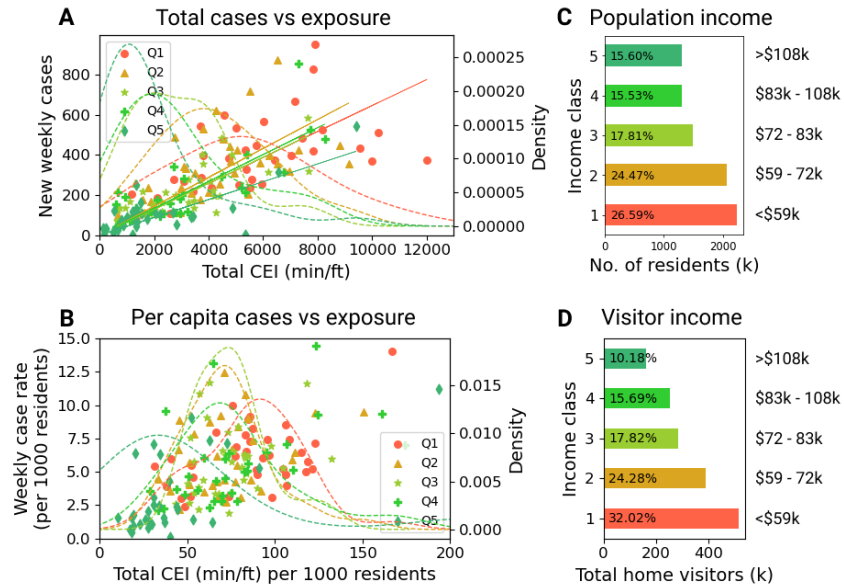 A Total cases vs exposure
Q1
Q2
Q3
Q4
Q5
800
600
400
200
0
New weekly cases
0 2000 4000 6000 8000 10000 12000
Total CEI (min/ft)
0.00025
0.00020
0.00015
0.00010
0.00005
0.00000
Density
C Population income
5 15.60% >$108k
4 15.53% $83k - 108k
3 17.81% $72 - 83k
2 24.47% $59 - 72k
1 26.59% <$59k
Income class
0 1000 2000
No. of residents (k)
B Per capita cases vs exposure
15.0
12.5
10.0
7.5
5.0
2.5
0.0
Weekly case rate
(per 1000 residents)
Q1
Q2
Q3
Q4
Q5
0 50 100 150 200
Total CEI (min/ft) per 1000 residents
0.015
0.010
0.005
0.000
Density
D Visitor income
5 10.18% >$108k
4 15.69% $83k - 108k
3 17.82% $72 - 83k
2 24.28% $59 - 72k
1 32.02% <$59k
Income class
0 200 400
Total home visitors (k)